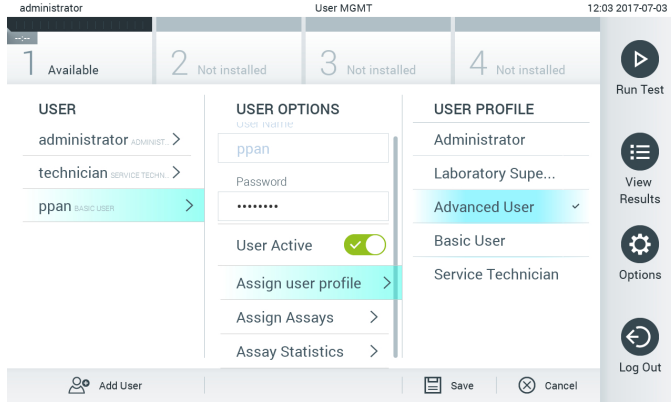 administrator
User MGMT
12:03 2017-07-03
--:--
1 Available
2 Not installed
3 Not installed
4 Not installed
Run Test
View
Results
Options
Log Out
USER
administrator ADMINIST...
technician SERVICE TECHN...
ppan BASIC USER
USER OPTIONS
User Name
ppan
Password
••••••••
User Active
Assign user profile
Assign Assays
Assay Statistics
USER PROFILE
Administrator
Laboratory Supe...
Advanced User
Basic User
Service Technician
Add User
Save
Cancel